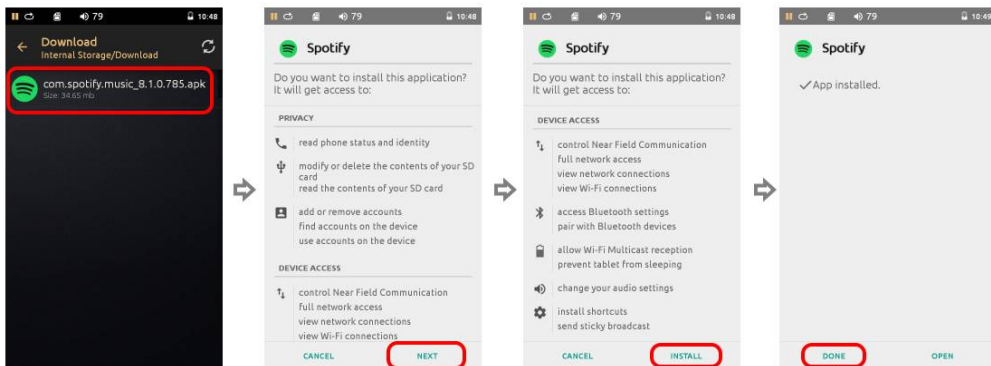 79
10:48
Download
Internal Storage/Download
com.spotify.music_8.1.0.785.apk
Size: 34.65 mb
79
10:48
Spotify
Do you want to install this application?
It will get access to:
PRIVACY
read phone status and identity
modify or delete the contents of your SD
card
read the contents of your SD card
add or remove accounts
find accounts on the device
use accounts on the device
DEVICE ACCESS
control Near Field Communication
full network access
view network connections
view Wi-Fi connections
CANCEL
NEXT
79
10:48
Spotify
Do you want to install this application?
It will get access to:
DEVICE ACCESS
control Near Field Communication
full network access
view network connections
view Wi-Fi connections
access Bluetooth settings
pair with Bluetooth devices
allow Wi-Fi Multicast reception
prevent tablet from sleeping
change your audio settings
install shortcuts
send sticky broadcast
CANCEL
INSTALL
79
10:49
Spotify
App installed.
DONE
OPEN